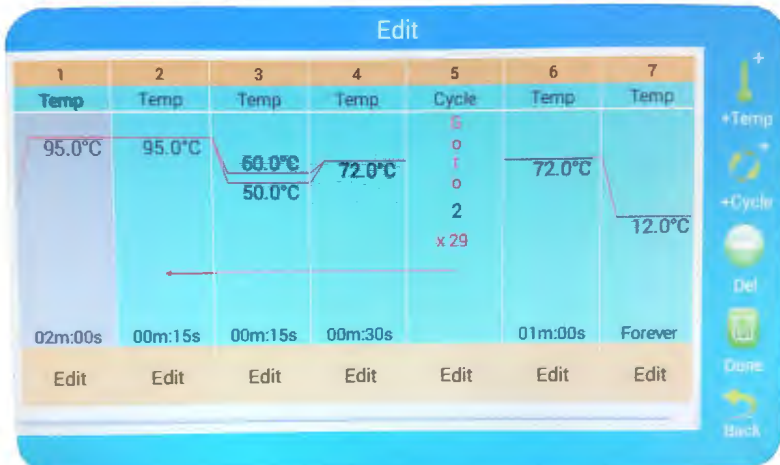 Edit
1 2 3 4 5 6 7
Temp Temp Temp Temp Cycle Temp Temp
95.0°C 95.0°C 60.0°C 50.0°C 72.0°C G o T o 2 x 29 72.0°C 12.0°C
02m:00s 00m:15s 00m:15s 00m:30s 01m:00s Forever
Edit Edit Edit Edit Edit Edit Edit
+Temp
+Cycle
Del
Done
Back